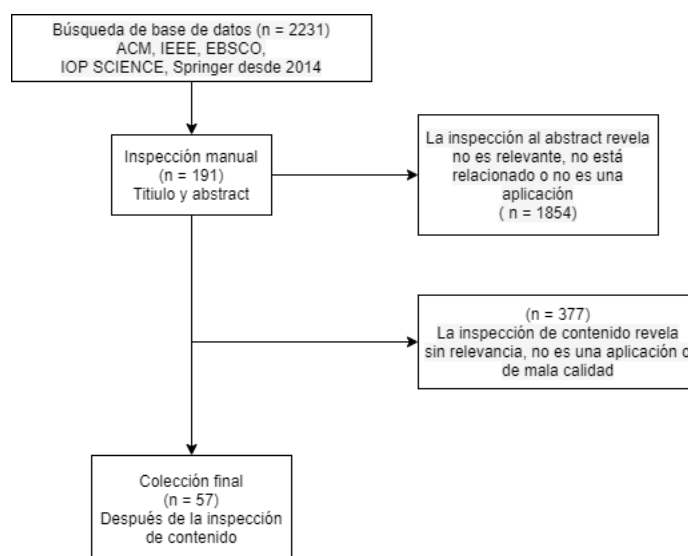 Búsqueda de base de datos (n = 2231)
ACM, IEEE, EBSCO,
IOP SCIENCE, Springer desde 2014
Inspección manual
(n = 191)
Titiulo y abstract
La inspección al abstract revela
no es relevante, no está
relacionado o no es una
aplicación
( n = 1854)
(n = 377)
La inspección de contenido revela
sin relevancia, no es una aplicación o
de mala calidad
Colección final
(n = 57)
Después de la inspección
de contenido